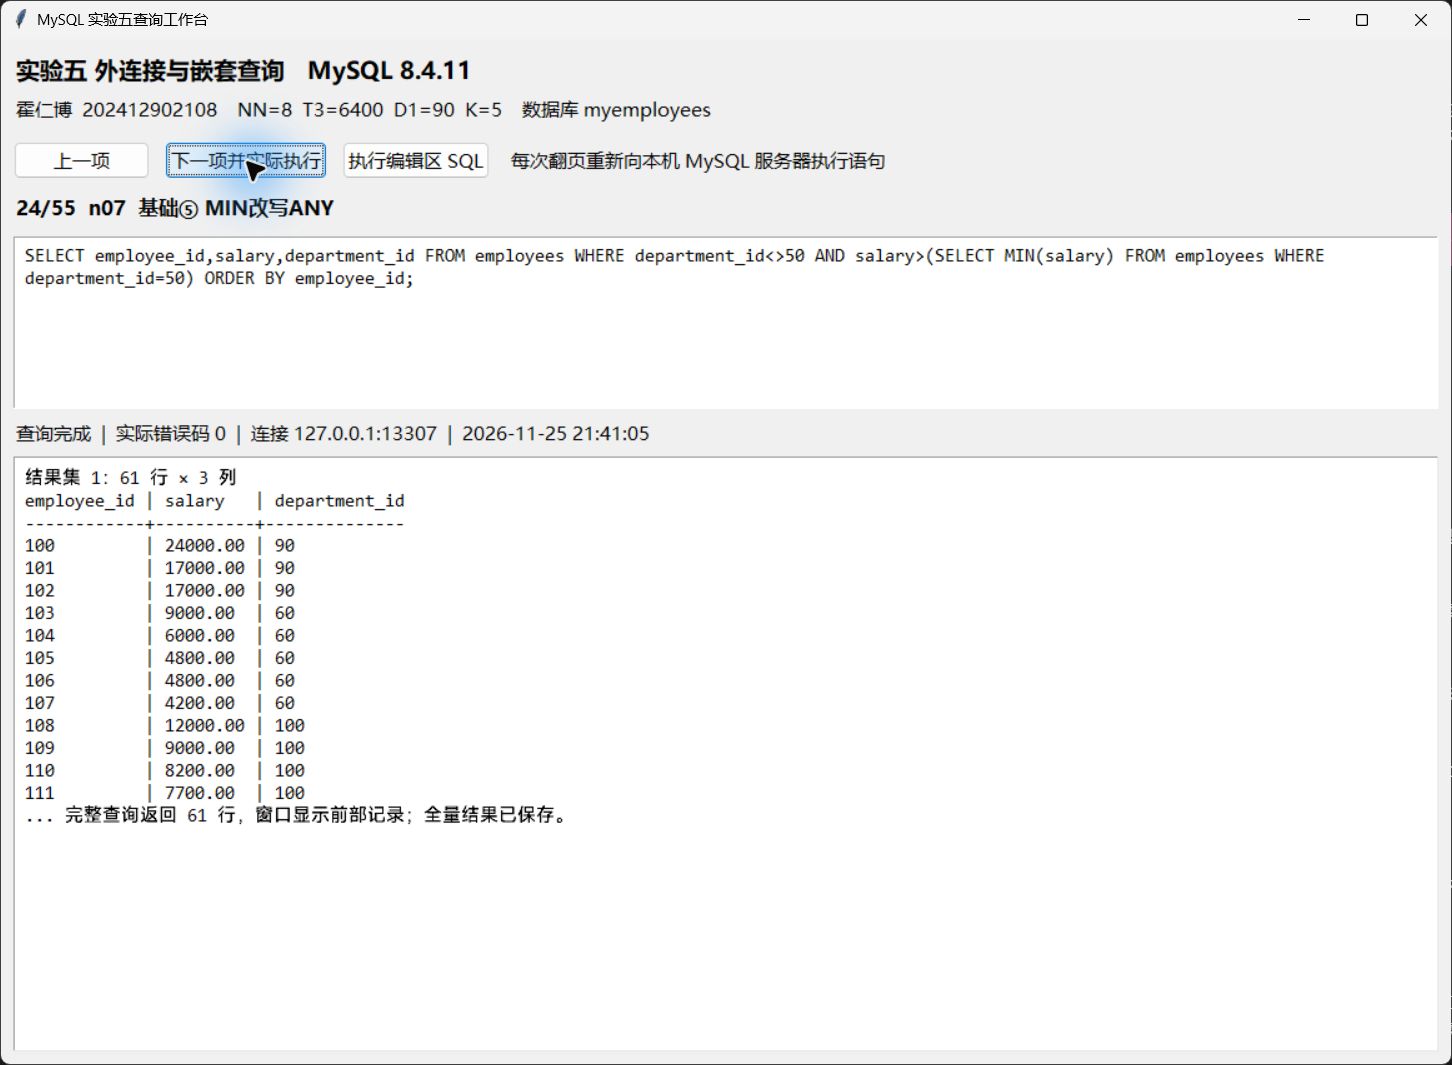 MySQL 实验五查询工作台
实验五 外连接与嵌套查询 MySQL 8.4.11
霍仁博 202412902108 NN=8 T3=6400 D1=90 K=5 数据库 myemployees
上一项 下一项并实际执行 执行编辑区 SQL 每次翻页重新向本机 MySQL 服务器执行语句
24/55 n07 基础⑤ MIN改写ANY
SELECT employee_id,salary,department_id FROM employees WHERE department_id<>50 AND salary>(SELECT MIN(salary) FROM employees WHERE
department_id=50) ORDER BY employee_id;
查询完成 | 实际错误码 0 | 连接 127.0.0.1:13307 | 2026-11-25 21:41:05
结果集 1: 61 行 × 3 列
employee_id | salary | department_id
------------+----------+--------------
100 | 24000.00 | 90
101 | 17000.00 | 90
102 | 17000.00 | 90
103 | 9000.00 | 60
104 | 6000.00 | 60
105 | 4800.00 | 60
106 | 4800.00 | 60
107 | 4200.00 | 60
108 | 12000.00 | 100
109 | 9000.00 | 100
110 | 8200.00 | 100
111 | 7700.00 | 100
... 完整查询返回 61 行，窗口显示前部记录；全量结果已保存。